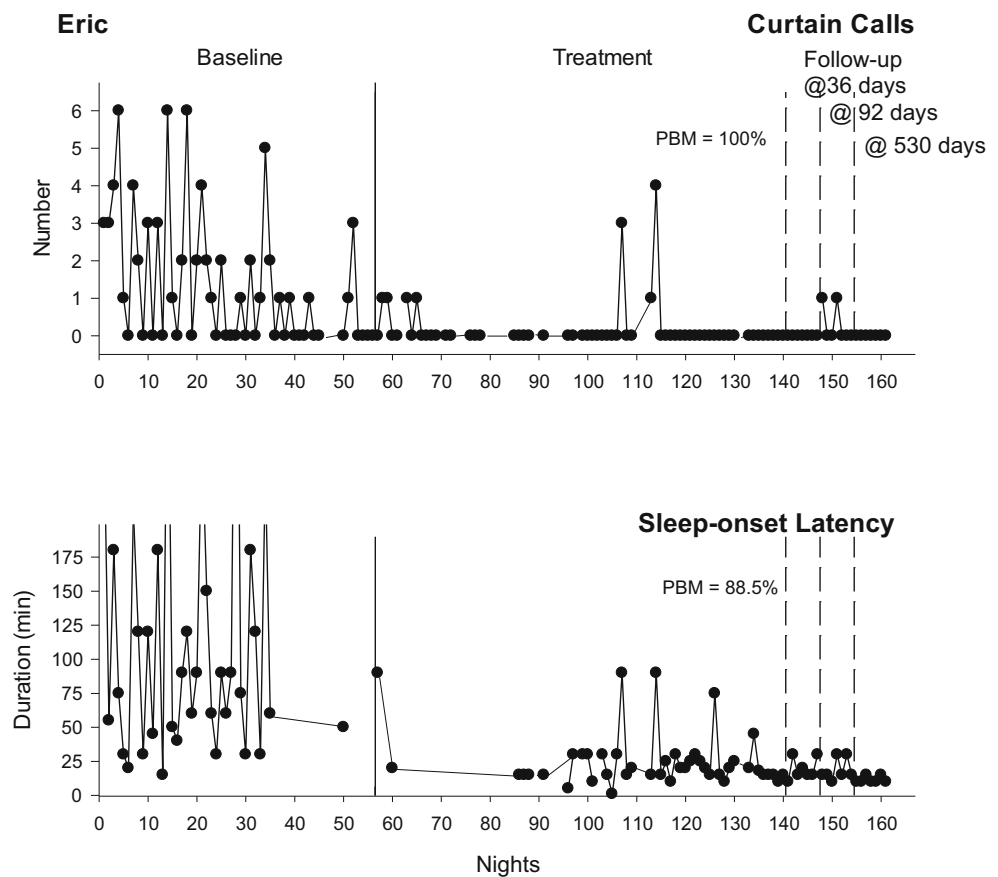 Eric
Curtain Calls
Baseline
Treatment
Follow-up
@36 days
@ 92 days
@ 530 days
PBM = 100%
Number
6
5
4
3
2
1
0
0 10 20 30 40 50 60 70 80 90 100 110 120 130 140 150 160
Sleep-onset Latency
PBM = 88.5%
Duration (min)
175
150
125
100
75
50
25
0
0 10 20 30 40 50 60 70 80 90 100 110 120 130 140 150 160
Nights